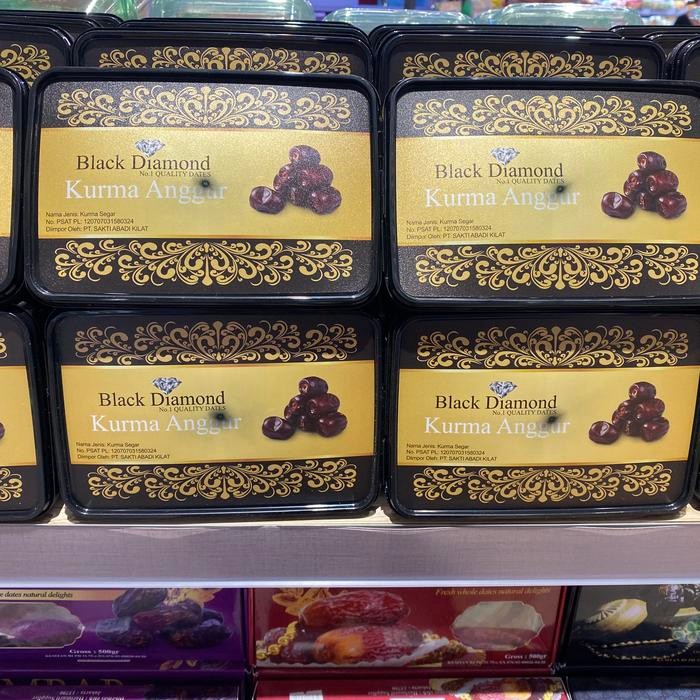 Black Diamond
No.1 QUALITY DATES
Kurma Anggur
Nama Jenis: Kurma Segar
No. PSAT PL: 120707031580324
Diimpor Oleh: PT. SAKTI ABADI KILAT
Black Diamond
No.1 QUALITY DATES
Kurma Anggur
Nama Jenis: Kurma Segar
No. PSAT PL: 120707031580324
Diimpor Oleh: PT. SAKTI ABADI KILAT
Black Diamond
No.1 QUALITY DATES
Kurma Anggur
Nama Jenis: Kurma Segar
No. PSAT PL: 120707031580324
Diimpor Oleh: PT. SAKTI ABADI KILAT
Black Diamond
No.1 QUALITY DATES
Kurma Anggur
Nama Jenis: Kurma Segar
No. PSAT PL: 120707031580324
Diimpor Oleh: PT. SAKTI ABADI KILAT
dates natural delights
Gross : 500gr
Fresh whole dates natural delights
Gross : 500gr